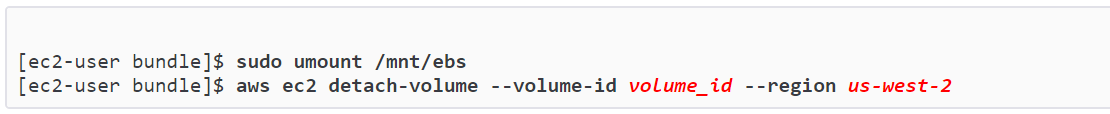 [ec2-user bundle]$ sudo umount /mnt/ebs
[ec2-user bundle]$ aws ec2 detach-volume --volume-id volume_id --region us-west-2